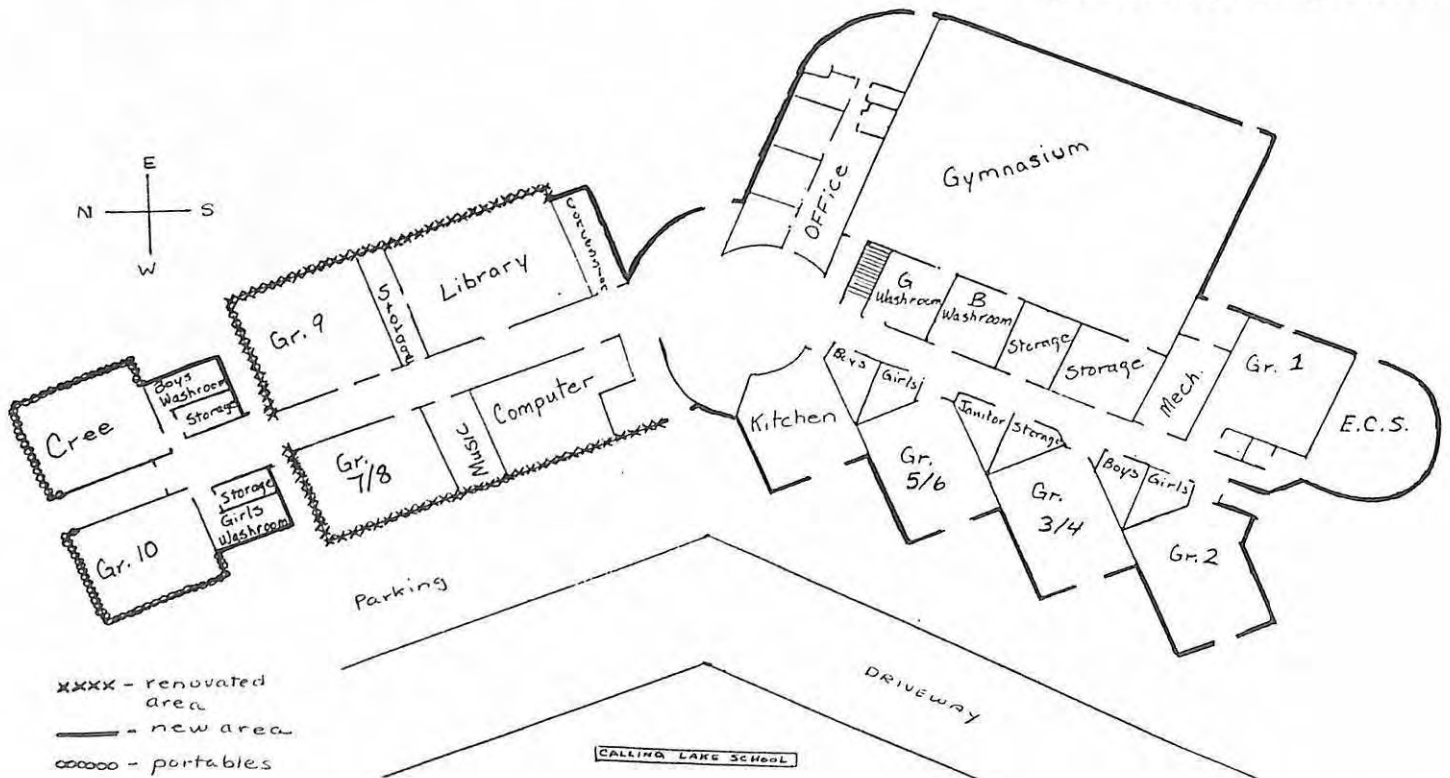 E
N
S
W
OFFICE
Gymnasium
Gr. 9
Storage
Library
G
Washroom
B
Washroom
Storage
Storage
Mech.
Gr. 1
E.C.S.
Cree
Boys
Washroom
Storage
Gr.
7/8
Music
Computer
Kitchen
Boys
Girls
Janitor
Storage
Boys
Girls
Gr.
5/6
Gr.
3/4
Gr. 2
Gr. 10
Storage
Girls
Washroom
Parking
DRIVEWAY
xxxx - renovated
area
- new area
oooooo - portables
CALLING LAKE SCHOOL